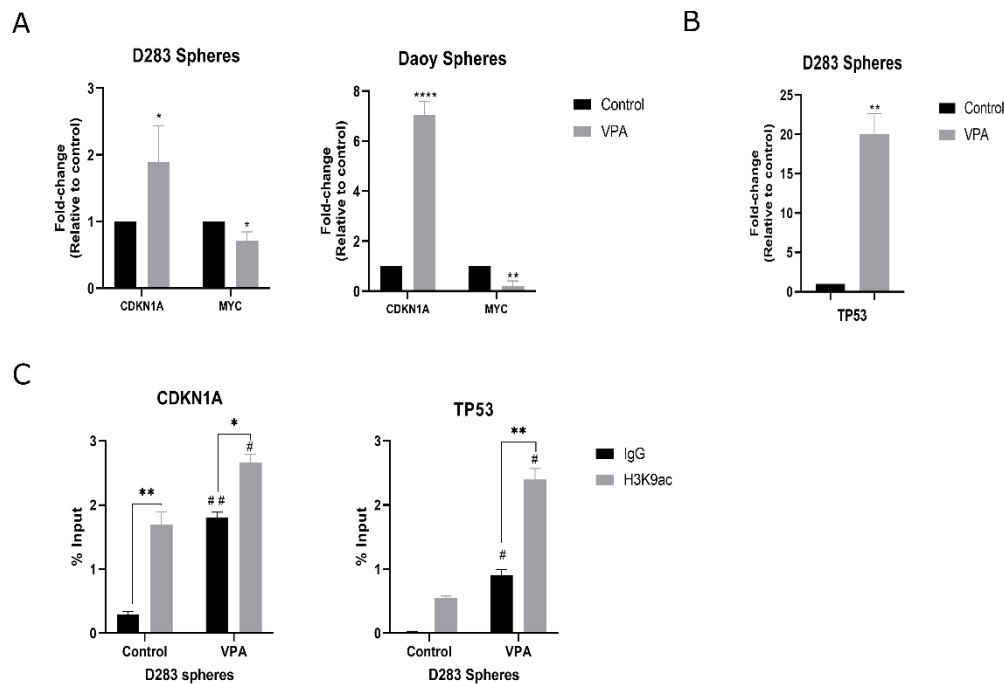 A
D283 Spheres
Fold-change
(Relative to control)
3
2
1
0
*
*
CDKN1A
MYC
Daoy Spheres
Fold-change
(Relative to control)
8
6
4
2
0
****
**
CDKN1A
MYC
Control
VPA
B
D283 Spheres
Fold-change
(Relative to control)
25
20
15
10
5
0
**
TP53
Control
VPA
C
CDKN1A
% Input
3
2
1
0
**
*
##
#
Control
VPA
D283 spheres
TP53
% Input
3
2
1
0
**
#
#
Control
VPA
D283 Spheres
IgG
H3K9ac